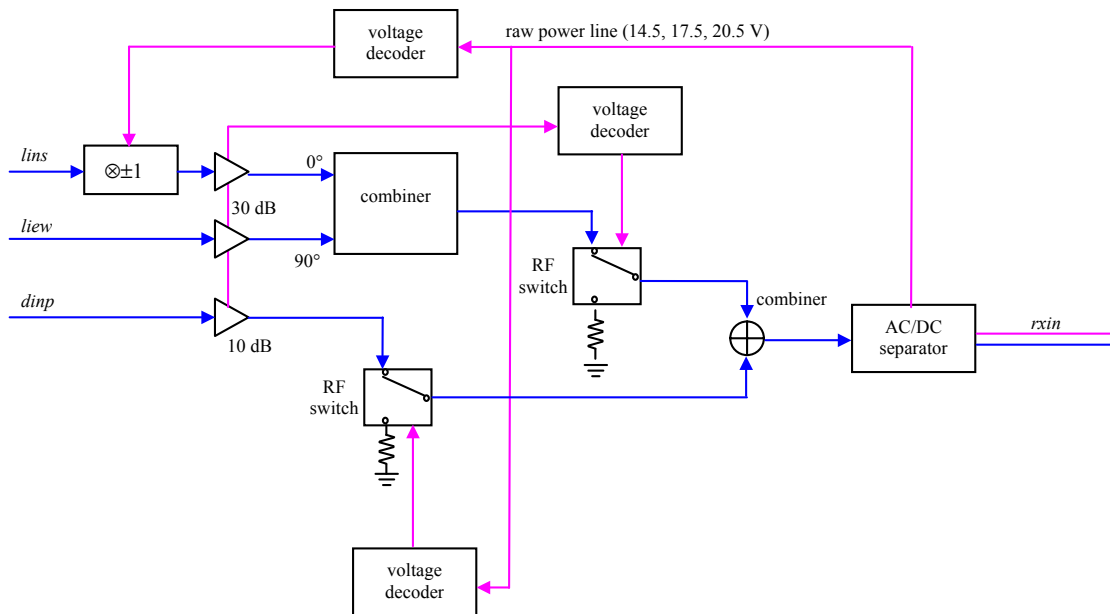 voltage
decoder
raw power line (14.5, 17.5, 20.5 V)
voltage
decoder
lins
⊗±1
0°
combiner
30 dB
liew
90°
RF
switch
combiner
dinp
10 dB
AC/DC
separator
rxin
RF
switch
voltage
decoder